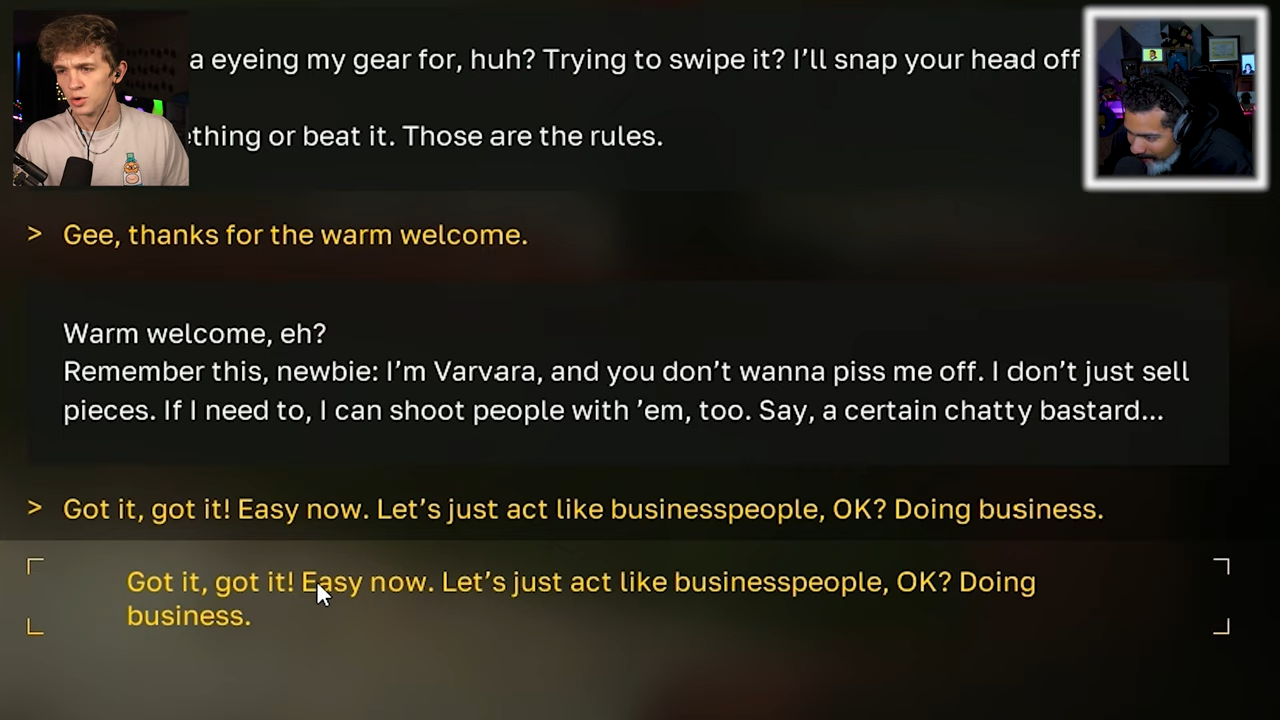 a eyeing my gear for, huh? Trying to swipe it? I'll snap your head off
thing or beat it. Those are the rules.
> Gee, thanks for the warm welcome.
Warm welcome, eh?
Remember this, newbie: I'm Varvara, and you don't wanna piss me off. I don't just sell
pieces. If I need to, I can shoot people with 'em, too. Say, a certain chatty bastard...
> Got it, got it! Easy now. Let's just act like businesspeople, OK? Doing business.
Got it, got it! Easy now. Let's just act like businesspeople, OK? Doing
business.